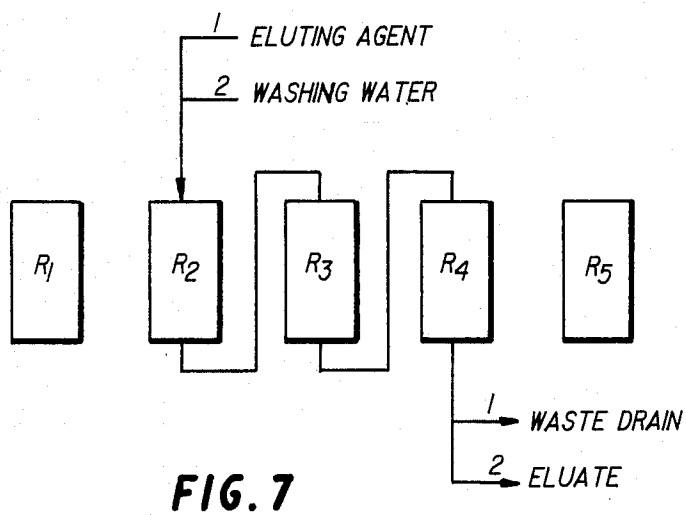 1 ELUTING AGENT
2 WASHING WATER
R1 R2 R3 R4 R5
1 WASTE DRAIN
2 ELUATE
FIG. 7